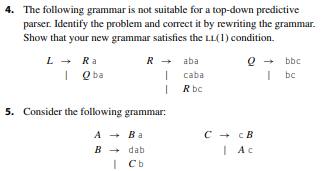 4. The following grammar is not suitable for a top-down predictive
parser. Identify the problem and correct it by rewriting the grammar.
Show that your new grammar satisfies the LL(1) condition.
L → R a    R → aba    Q → bbc
| Q ba    | caba    | bc
| R bc
5. Consider the following grammar:
A → B a    C → c B
B → dab    | A c
| C b